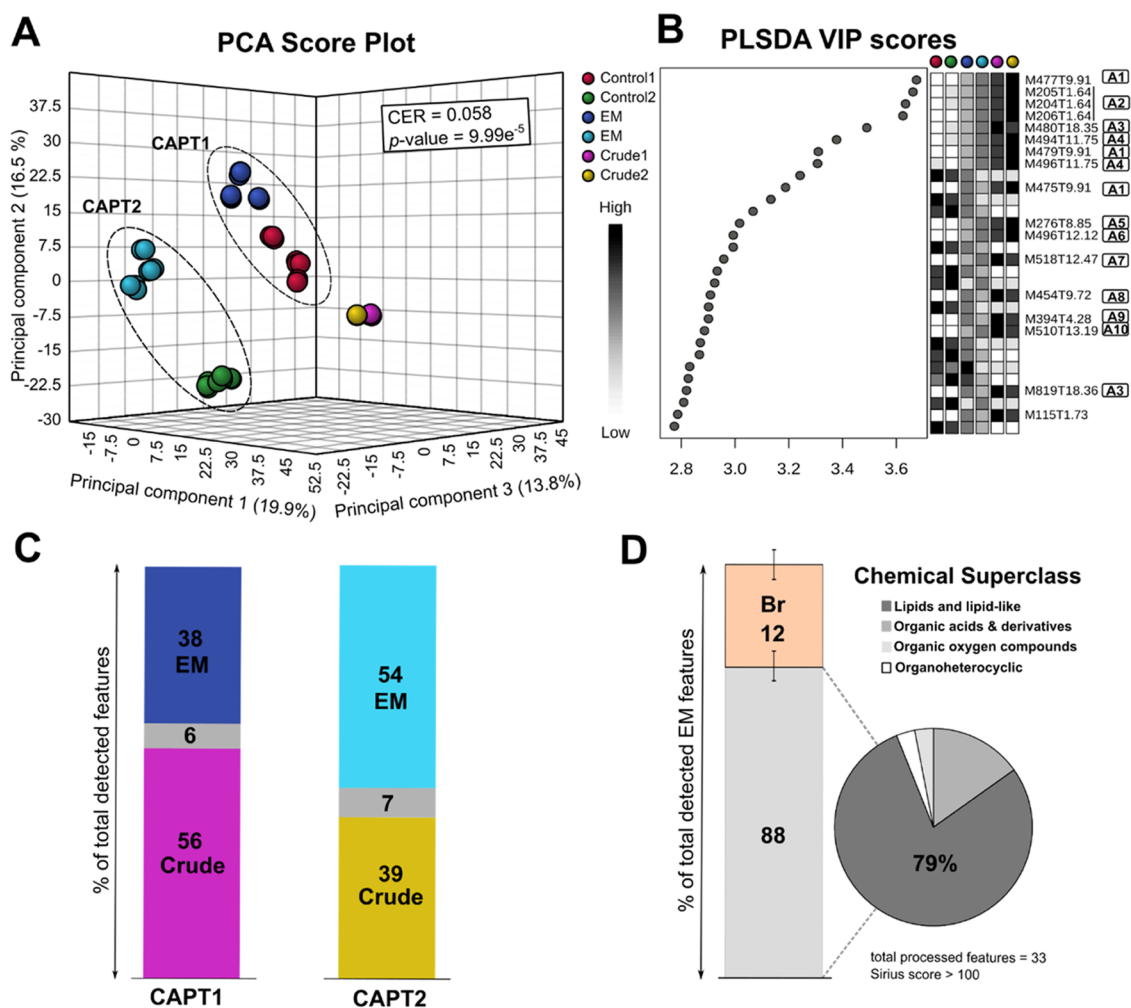 A
PCA Score Plot
37.5
30
22.5
15
7.5
0
-7.5
-15
-22.5
-30
Principal component 2 (16.5 %)
CAPT1
CAPT2
CER = 0.058
p-value = 9.99e-5
-15
-7.5
0
7.5
15
22.5
30
37.5
45
52.5
Principal component 1 (19.9%)
-22.5
-15
-7.5
0
7.5
15
22.5
30
37.5
45
Principal component 3 (13.8%)
Control1
Control2
EM
EM
Crude1
Crude2
High
Low
B
PLSDA VIP scores
M477T9.91 A1
M205T1.64
M204T1.64 A2
M206T1.64
M480T18.35 A3
M494T11.75 A4
M479T9.91 A1
M496T11.75 A4
M475T9.91 A1
M276T8.85 A5
M496T12.12 A6
M518T12.47 A7
M454T9.72 A8
M394T4.28 A9
M510T13.19 A10
M819T18.36 A3
M115T1.73
2.8 3.0 3.2 3.4 3.6
C
% of total detected features
38
EM
6
56
Crude
CAPT1
54
EM
7
39
Crude
CAPT2
D
% of total detected EM features
Br
12
88
Chemical Superclass
Lipids and lipid-like
Organic acids & derivatives
Organic oxygen compounds
Organoheterocyclic
79%
total processed features = 33
Sirius score > 100